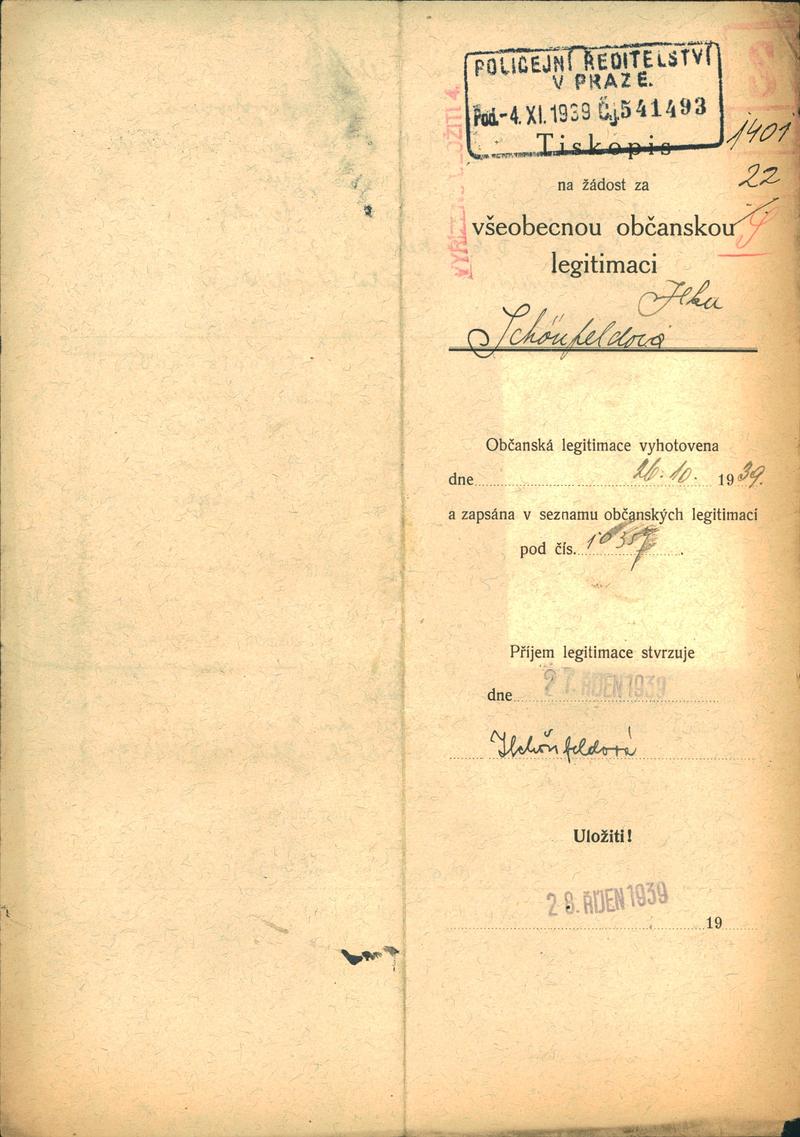 POLICEJNÍ ŘEDITELSTVÍ
V PRAZE.
Pod. -4. XI. 1939 Čj. 541493
1401
22
S
Tiskopis
na žádost za
všeobecnou občanskou
legitimaci
Ilka
Schönfeldová
Občanská legitimace vyhotovena
dne 26. 10. 1939.
a zapsána v seznamu občanských legitimací
pod čís.
Příjem legitimace stvrzuje
dne 27. ŘÍJEN 1939
ISchönfeldová
Uložiti!
28. ŘÍJEN 1939
19